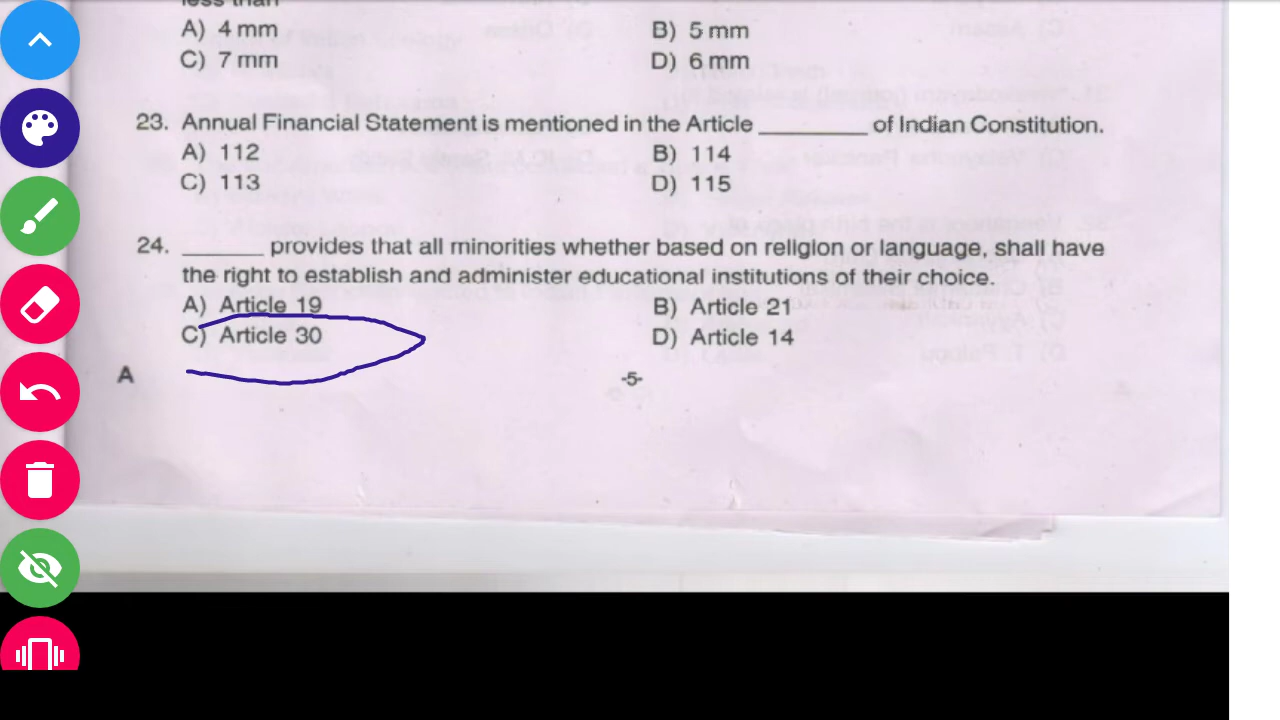 less than
A) 4 mm B) 5 mm
C) 7 mm D) 6 mm
23. Annual Financial Statement is mentioned in the Article ________ of Indian Constitution.
A) 112 B) 114
C) 113 D) 115
24. ________ provides that all minorities whether based on religion or language, shall have
the right to establish and administer educational institutions of their choice.
A) Article 19 B) Article 21
C) Article 30 D) Article 14
A -5-